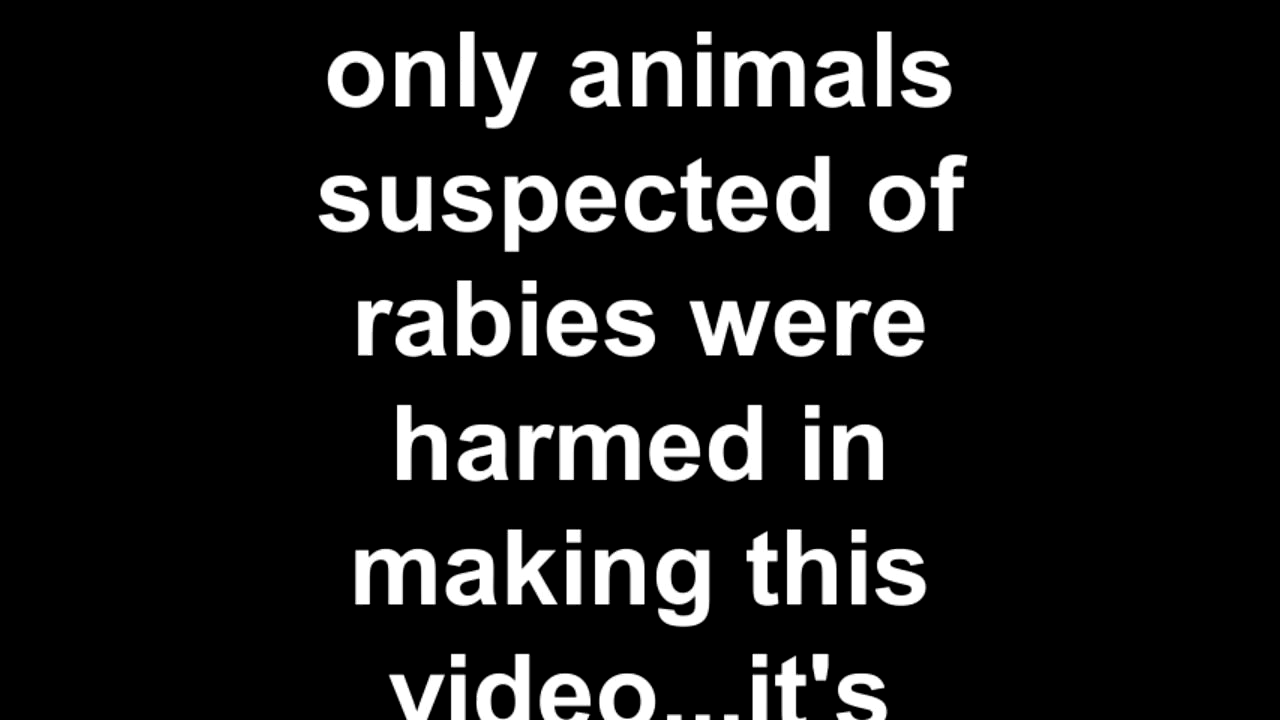 only animals
suspected of
rabies were
harmed in
making this
video...it's